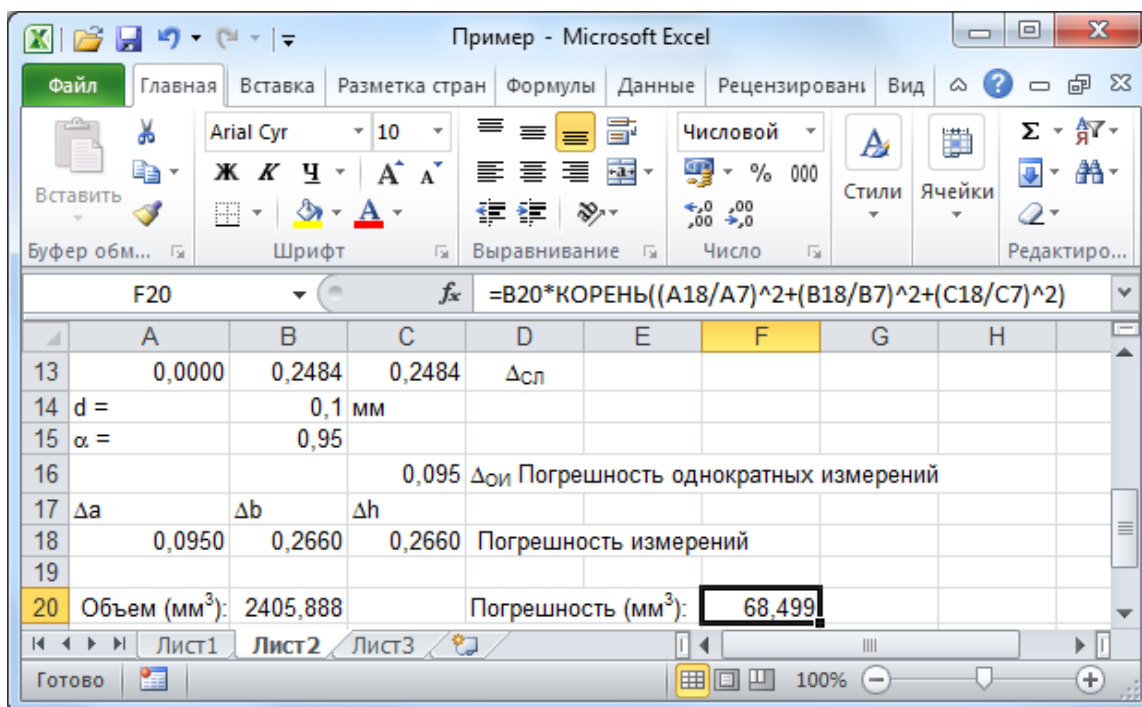 Пример - Microsoft Excel
Файл Главная Вставка Разметка стран Формулы Данные Рецензировани Вид
Вставить
Arial Cyr 10
Ж К Ч А А
А
Числовой
% 000
,0 ,00
,00 ,0
Стили
Ячейки
Σ
Буфер обм... Шрифт Выравнивание Число Редактиро...
F20 fx =B20*КОРЕНЬ((A18/A7)^2+(B18/B7)^2+(C18/C7)^2)
A B C D E F G H
13 0,0000 0,2484 0,2484 ΔСЛ
14 d = 0,1 мм
15 α = 0,95
16 0,095 ΔОИ Погрешность однократных измерений
17 Δa Δb Δh
18 0,0950 0,2660 0,2660 Погрешность измерений
19
20 Объем (мм³): 2405,888 Погрешность (мм³): 68,499
Лист1 Лист2 Лист3
Готово 100%